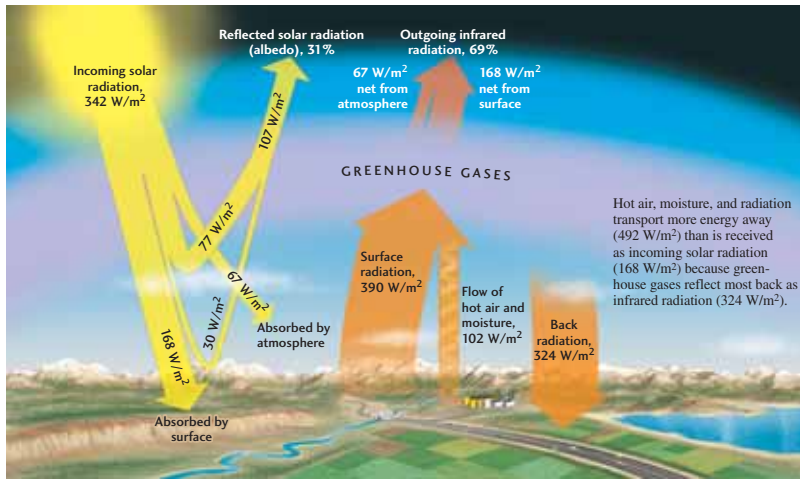 Reflected solar radiation
(albedo), 31%
Outgoing infrared
radiation, 69%
Incoming solar
radiation,
342 W/m²
67 W/m²
net from
atmosphere
168 W/m²
net from
surface
107 W/m²
GREENHOUSE GASES
77 W/m²
67 W/m²
30 W/m²
168 W/m²
Absorbed by
atmosphere
Absorbed by
surface
Surface
radiation,
390 W/m²
Flow of
hot air and
moisture,
102 W/m²
Back
radiation,
324 W/m²
Hot air, moisture, and radiation
transport more energy away
(492 W/m²) than is received
as incoming solar radiation
(168 W/m²) because green-
house gases reflect most back as
infrared radiation (324 W/m²).